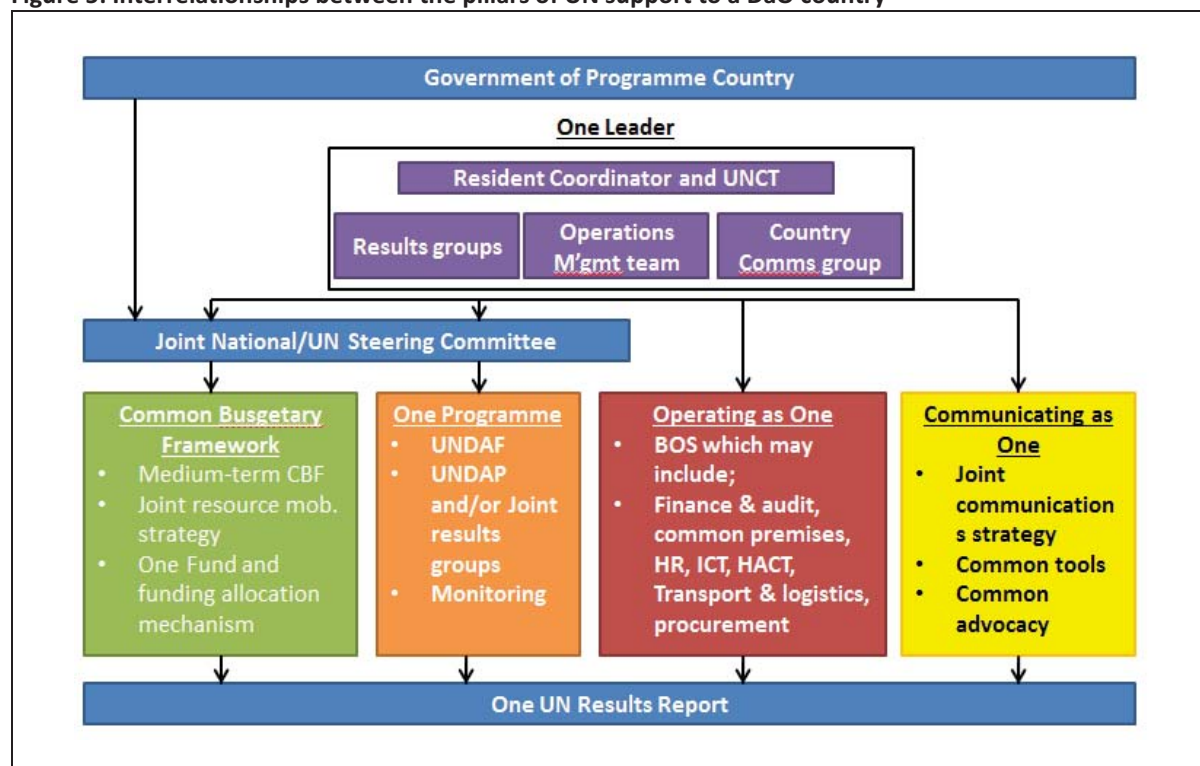 Figure Interrelationships between the pillars of UN support to a DaO country
Government of Programme Country
One Leader
Resident Coordinator and UNCT
Results groups
Operations
M'gmt team
Country
Comms group
Joint National/UN Steering Committee
Common Busgetary
Framework
• Medium-term CBF
• Joint resource mob.
strategy
• One Fund and
funding allocation
mechanism
One Programme
• UNDAF
• UNDAP
and/or Joint
results
groups
• Monitoring
Operating as One
• BOS which may
include;
• Finance & audit,
common premises,
HR, ICT, HACT,
Transport & logistics,
procurement
Communicating as
One
• Joint
communication
s strategy
• Common tools
• Common
advocacy
One UN Results Report